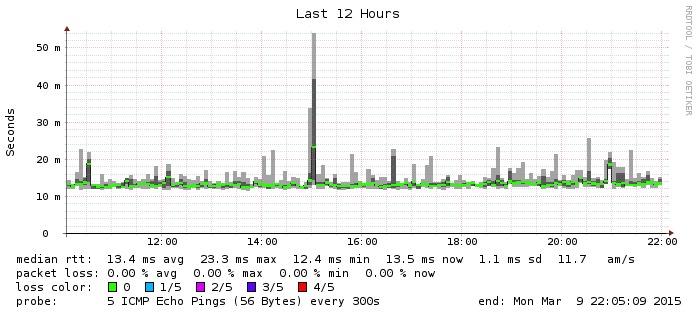 Last 12 Hours
RRDTOOL / TOBI OETIKER
Seconds
50 m
40 m
30 m
20 m
10 m
0
12:00 14:00 16:00 18:00 20:00 22:00
median rtt: 13.4 ms avg 23.3 ms max 12.4 ms min 13.5 ms now 1.1 ms sd 11.7 am/s
packet loss: 0.00 % avg 0.00 % max 0.00 % min 0.00 % now
loss color: 0 1/5 2/5 3/5 4/5
probe: 5 ICMP Echo Pings (56 Bytes) every 300s end: Mon Mar 9 22:05:09 2015